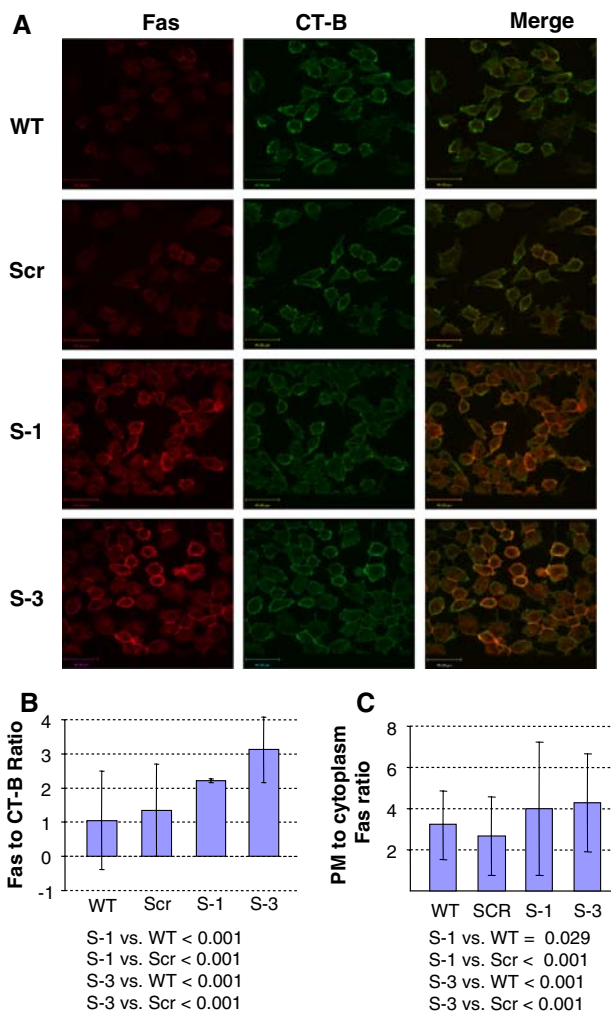 A
Fas CT-B Merge
WT
Scr
S-1
S-3
B
Fas to CT-B Ratio
4
3
2
1
0
-1
WT Scr S-1 S-3
S-1 vs. WT < 0.001
S-1 vs. Scr < 0.001
S-3 vs. WT < 0.001
S-3 vs. Scr < 0.001
C
PM to cytoplasm
Fas ratio
8
6
4
2
WT SCR S-1 S-3
S-1 vs. WT = 0.029
S-1 vs. Scr < 0.001
S-3 vs. WT < 0.001
S-3 vs. Scr < 0.001